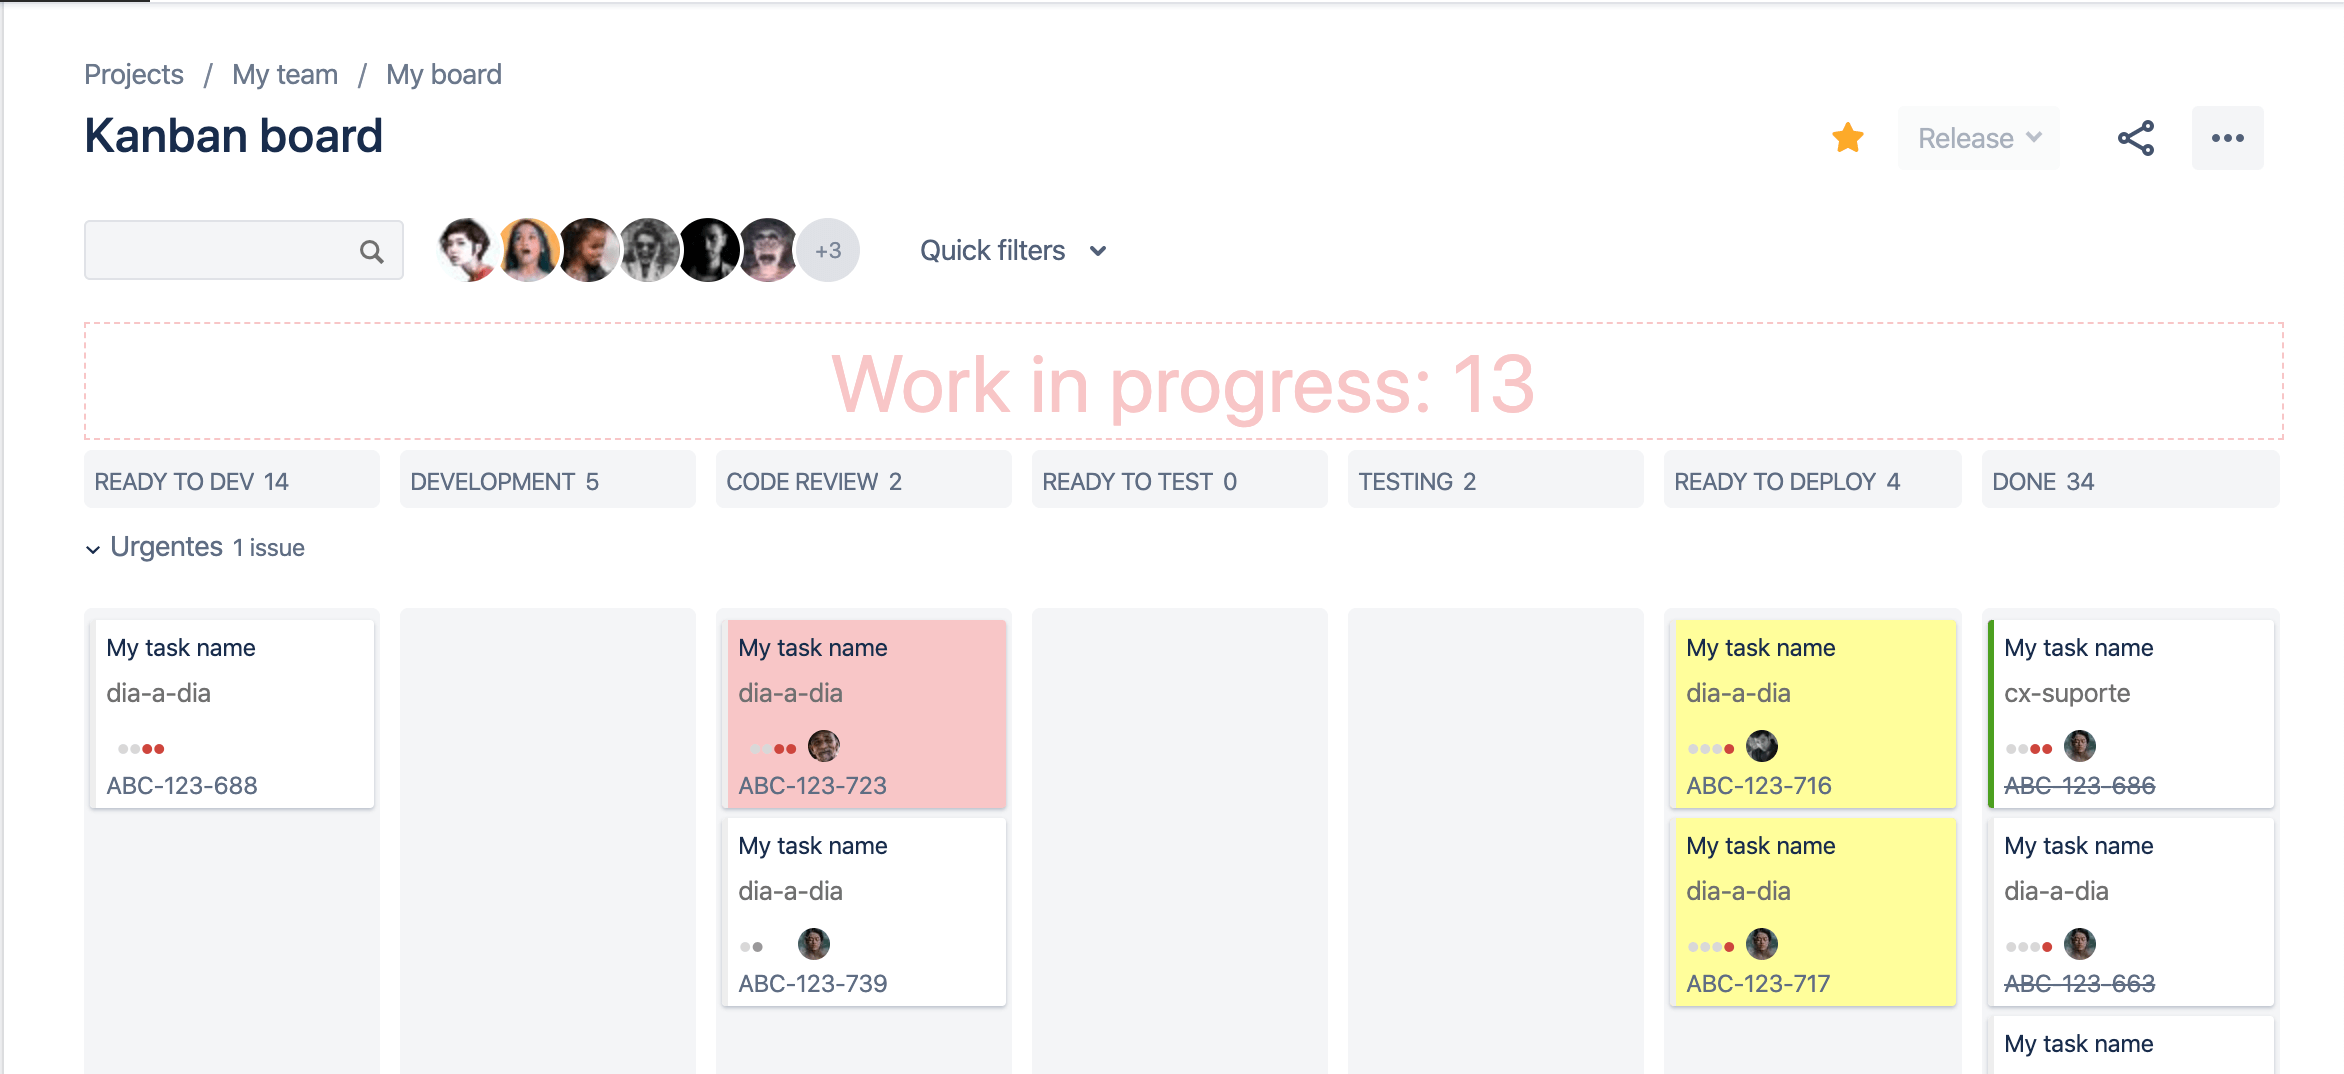 Projects / My team / My board
Kanban board
Release
+3
Quick filters
Work in progress: 13
READY TO DEV 14
DEVELOPMENT 5
CODE REVIEW 2
READY TO TEST 0
TESTING 2
READY TO DEPLOY 4
DONE 34
Urgentes 1 issue
My task name
dia-a-dia
ABC-123-688
My task name
dia-a-dia
ABC-123-723
My task name
dia-a-dia
ABC-123-739
My task name
dia-a-dia
ABC-123-716
My task name
dia-a-dia
ABC-123-717
My task name
cx-suporte
ABC-123-686
My task name
dia-a-dia
ABC-123-663
My task name